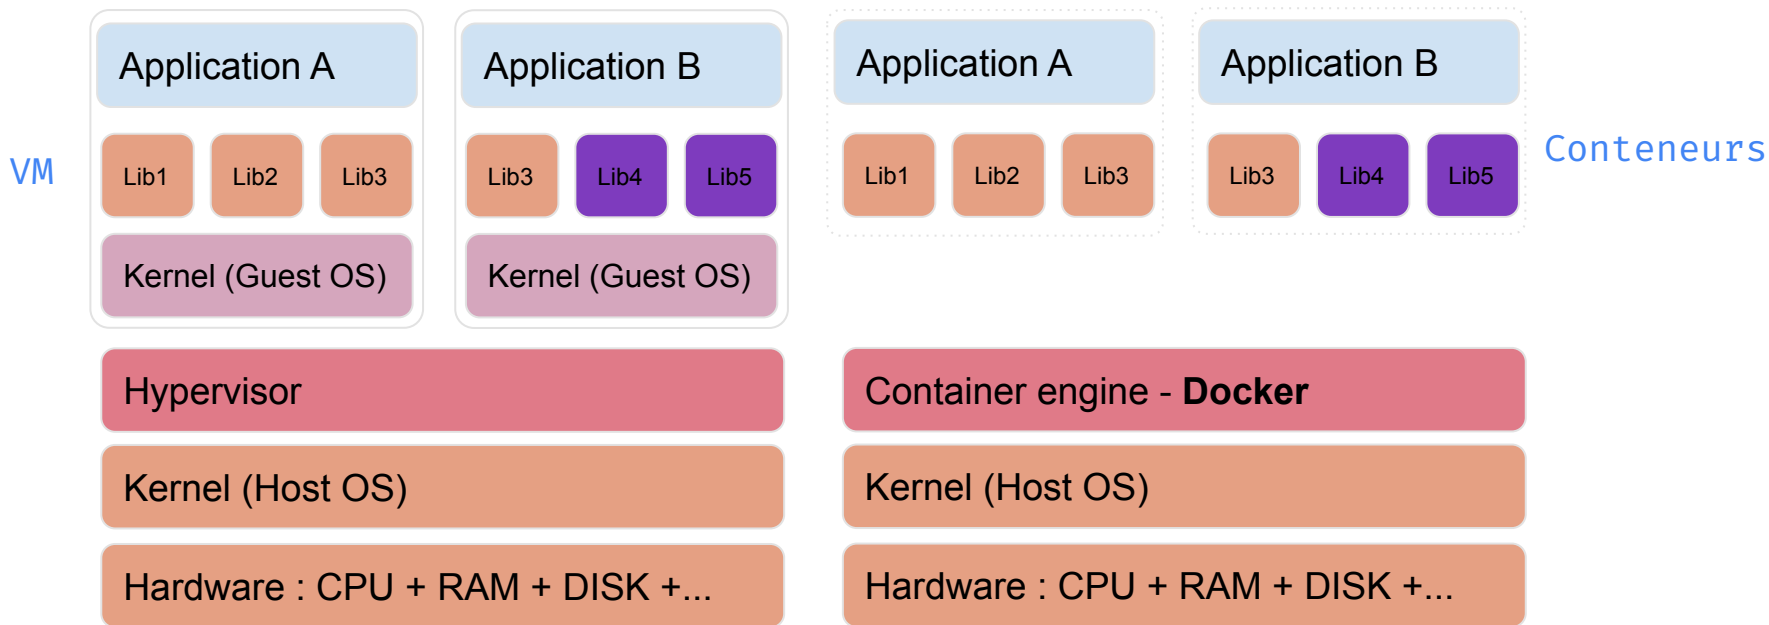 VM
Application A
Lib1 Lib2 Lib3
Kernel (Guest OS)
Application B
Lib3 Lib4 Lib5
Kernel (Guest OS)
Hypervisor
Kernel (Host OS)
Hardware : CPU + RAM + DISK +...
Application A
Lib1 Lib2 Lib3
Application B
Lib3 Lib4 Lib5
Conteneurs
Container engine - Docker
Kernel (Host OS)
Hardware : CPU + RAM + DISK +...